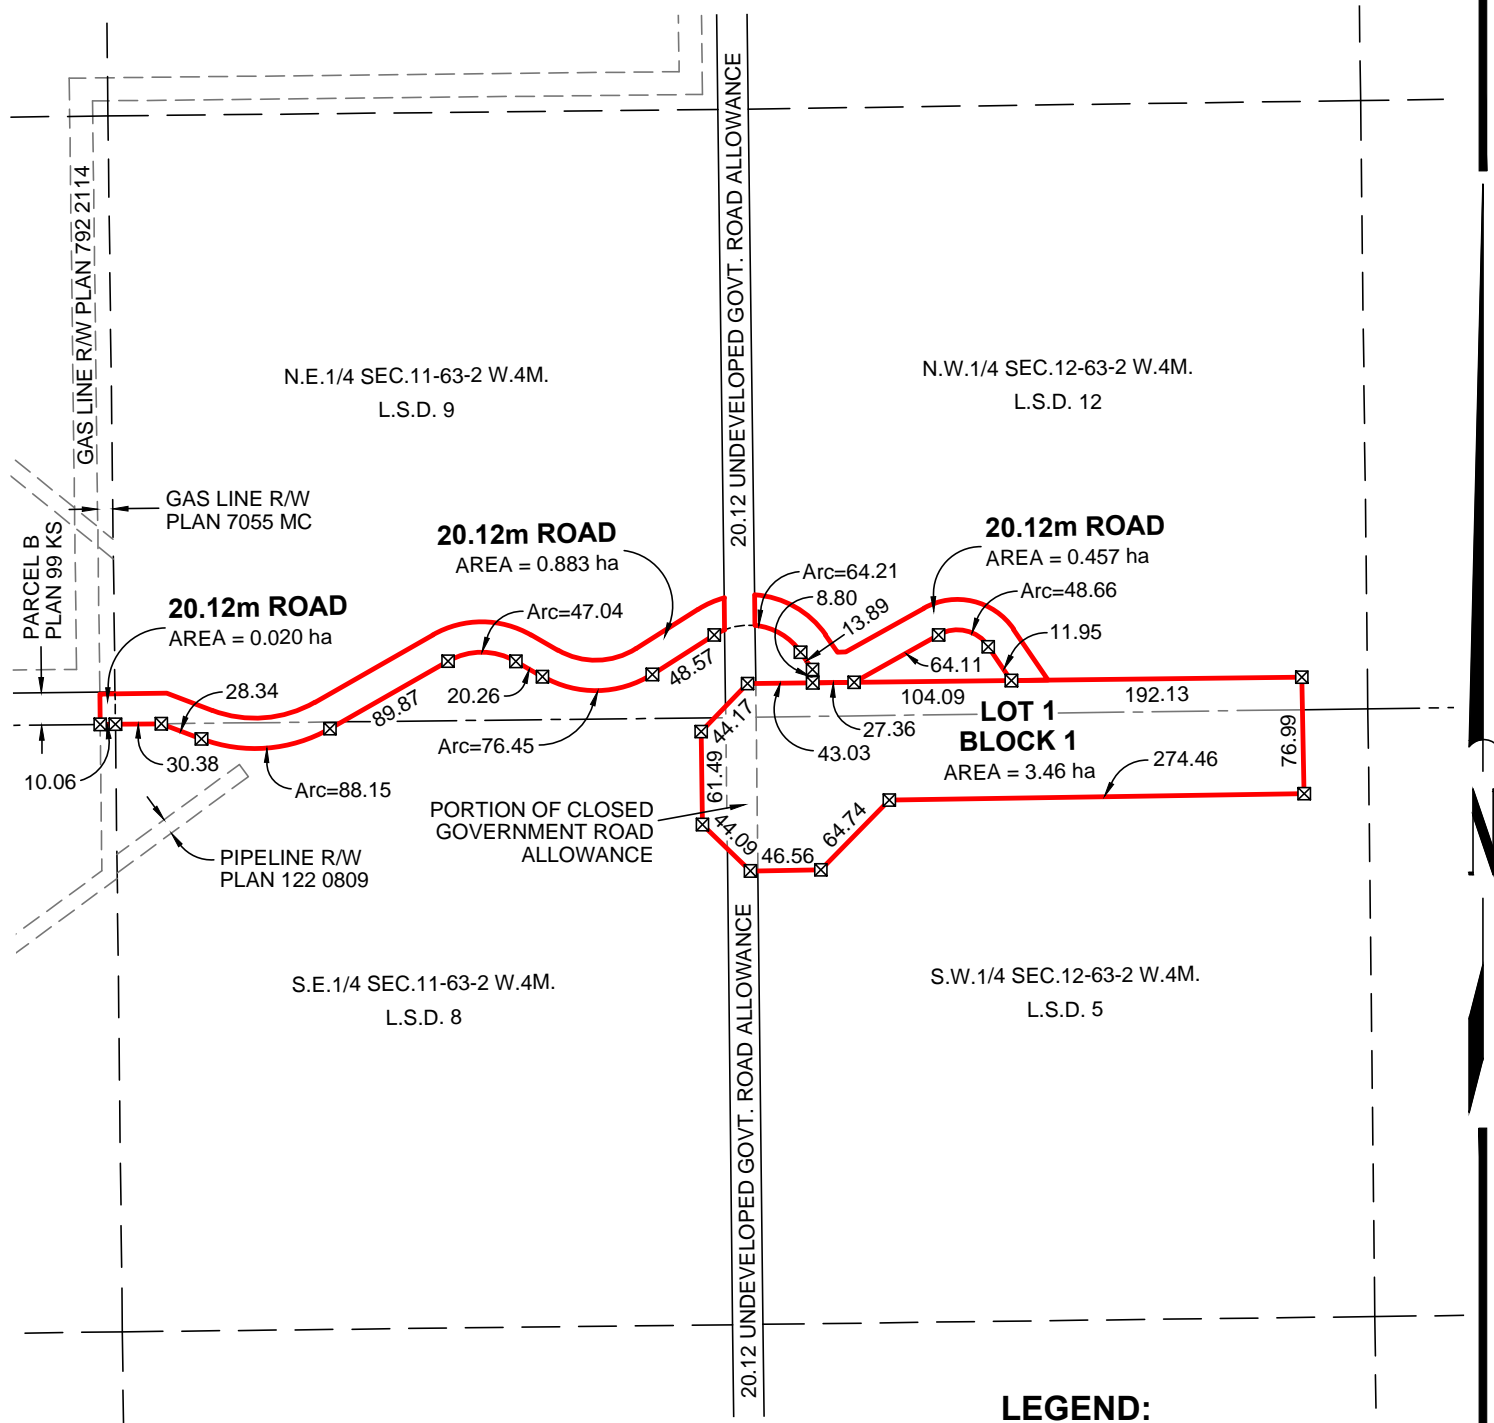 20.12 UNDEVELOPED GOVT. ROAD ALLOWANCE
GAS LINE R/W PLAN 792 2114
N.E.1/4 SEC.11-63-2 W.4M.
L.S.D. 9
N.W.1/4 SEC.12-63-2 W.4M.
L.S.D. 12
GAS LINE R/W
PLAN 7055 MC
PARCEL B
PLAN 99 KS
20.12m ROAD
AREA = 0.883 ha
20.12m ROAD
AREA = 0.457 ha
20.12m ROAD
AREA = 0.020 ha
Arc=47.04
Arc=64.21
8.80
13.89
Arc=48.66
11.95
64.11
28.34
89.87
20.26
48.57
Arc=76.45
44.17
43.03
27.36
104.09
192.13
10.06
30.38
Arc=88.15
61.49
LOT 1
BLOCK 1
AREA = 3.46 ha
274.46
76.99
PORTION OF CLOSED
GOVERNMENT ROAD
ALLOWANCE
44.09
46.56
64.74
PIPELINE R/W
PLAN 122 0809
S.E.1/4 SEC.11-63-2 W.4M.
L.S.D. 8
S.W.1/4 SEC.12-63-2 W.4M.
L.S.D. 5
20.12 UNDEVELOPED GOVT. ROAD ALLOWANCE
N
LEGEND: